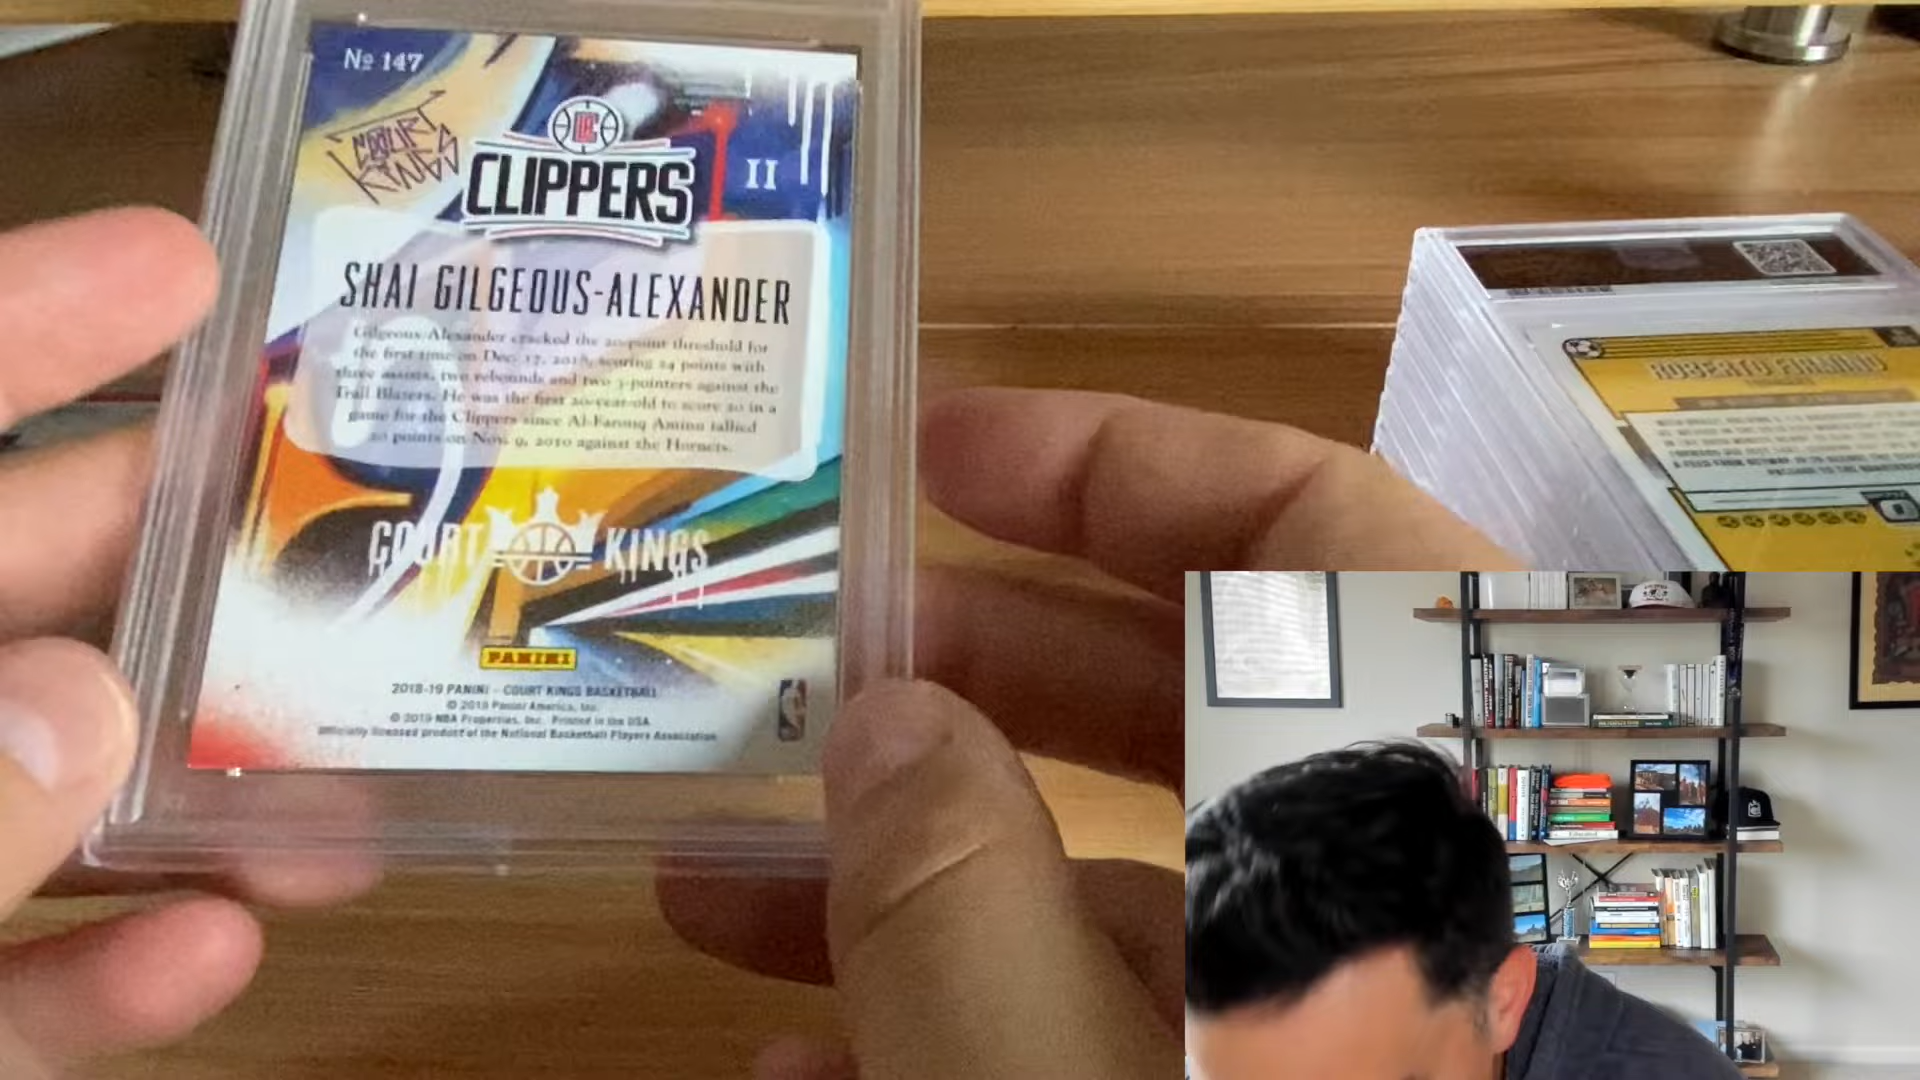 № 147
COURT
KINGS
LC
CLIPPERS
II
SHAI GILGEOUS-ALEXANDER
Gilgeous-Alexander cracked the 20-point threshold for
the first time on Dec. 17, 2018, scoring 24 points with
three assists, two rebounds and two 3-pointers against the
Trail Blazers. He was the first 20-year-old to score 20 in a
game for the Clippers since Al-Farouq Aminu tallied
20 points on Nov. 9, 2010 against the Hornets.
COURT KINGS
PANINI
2018-19 PANINI - COURT KINGS BASKETBALL
© 2019 Panini America, Inc.
© 2019 NBA Properties, Inc. Printed in the USA
Officially licensed product of the National Basketball Players Association
ROBERTO FIRMINO
Educated